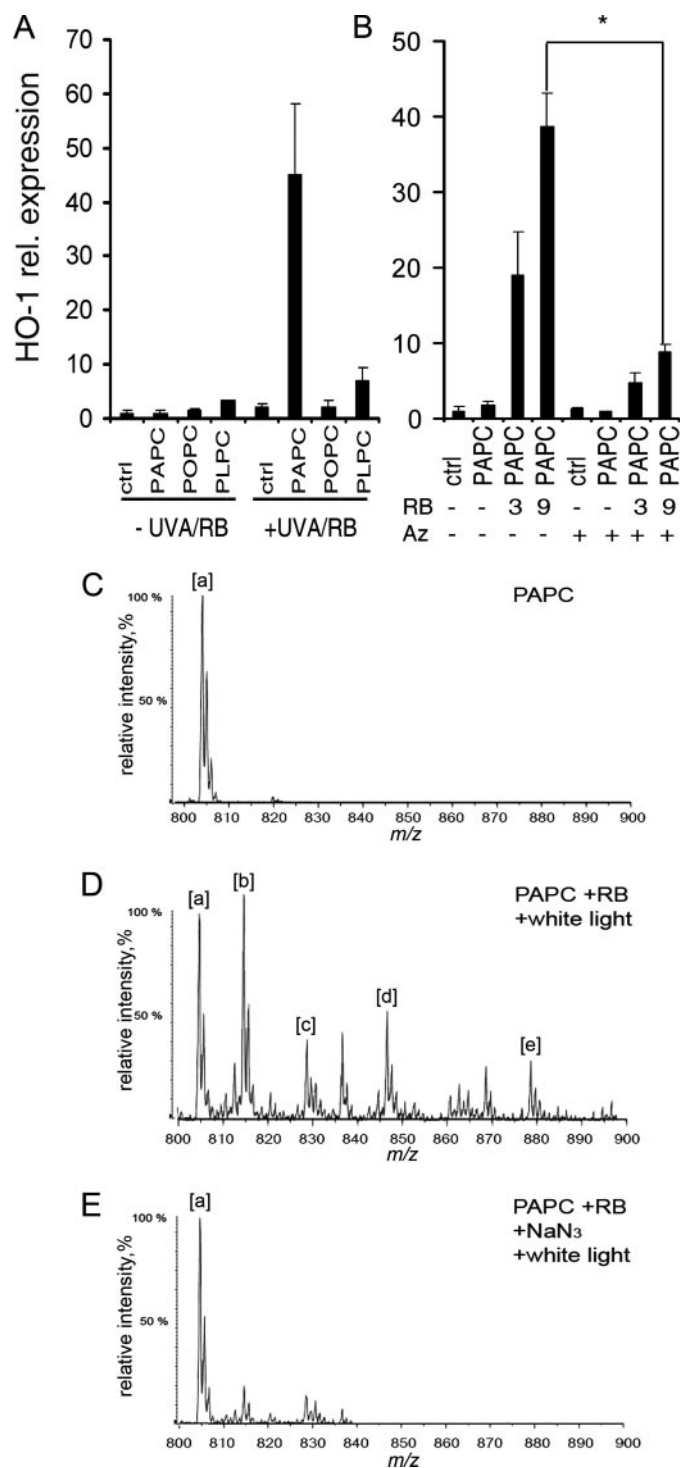 A
HO-1 rel. expression
70
60
50
40
30
20
10
0
ctrl
PAPC
POPC
PLPC
ctrl
PAPC
POPC
PLPC
- UVA/RB
+UVA/RB
B
*
50
40
30
20
10
0
ctrl
PAPC
PAPC
PAPC
ctrl
PAPC
PAPC
PAPC
RB - - 3 9 - - 3 9
Az - - - - + + + +
C
[a]
PAPC
relative intensity,%
100 %
50 %
800 810 820 830 840 850 860 870 880 890 900
m/z
D
[a]
[b]
[c]
[d]
[e]
PAPC +RB
+white light
relative intensity,%
100 %
50 %
800 810 820 830 840 850 860 870 880 890 900
m/z
E
[a]
PAPC +RB
+NaN₃
+white light
relative intensity,%
100 %
50 %
800 810 820 830 840 850 860 870 880 890 900
m/z